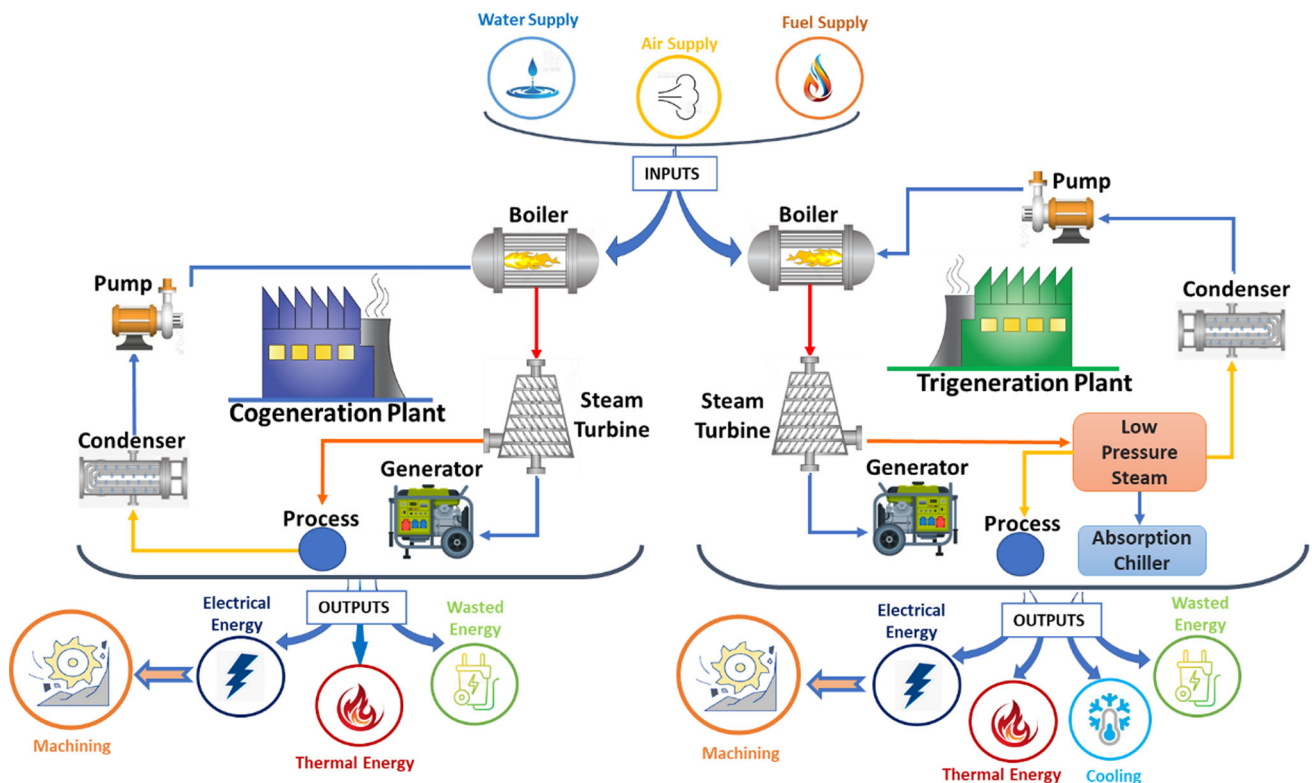 Water Supply
Air Supply
Fuel Supply
INPUTS
Boiler
Boiler
Pump
Pump
Condenser
Cogeneration Plant
Trigeneration Plant
Steam
Turbine
Steam
Turbine
Condenser
Low
Pressure
Steam
Generator
Generator
Process
Process
Absorption
Chiller
OUTPUTS
Electrical
Energy
Wasted
Energy
Machining
Thermal Energy
OUTPUTS
Electrical
Energy
Wasted
Energy
Machining
Thermal Energy
Cooling